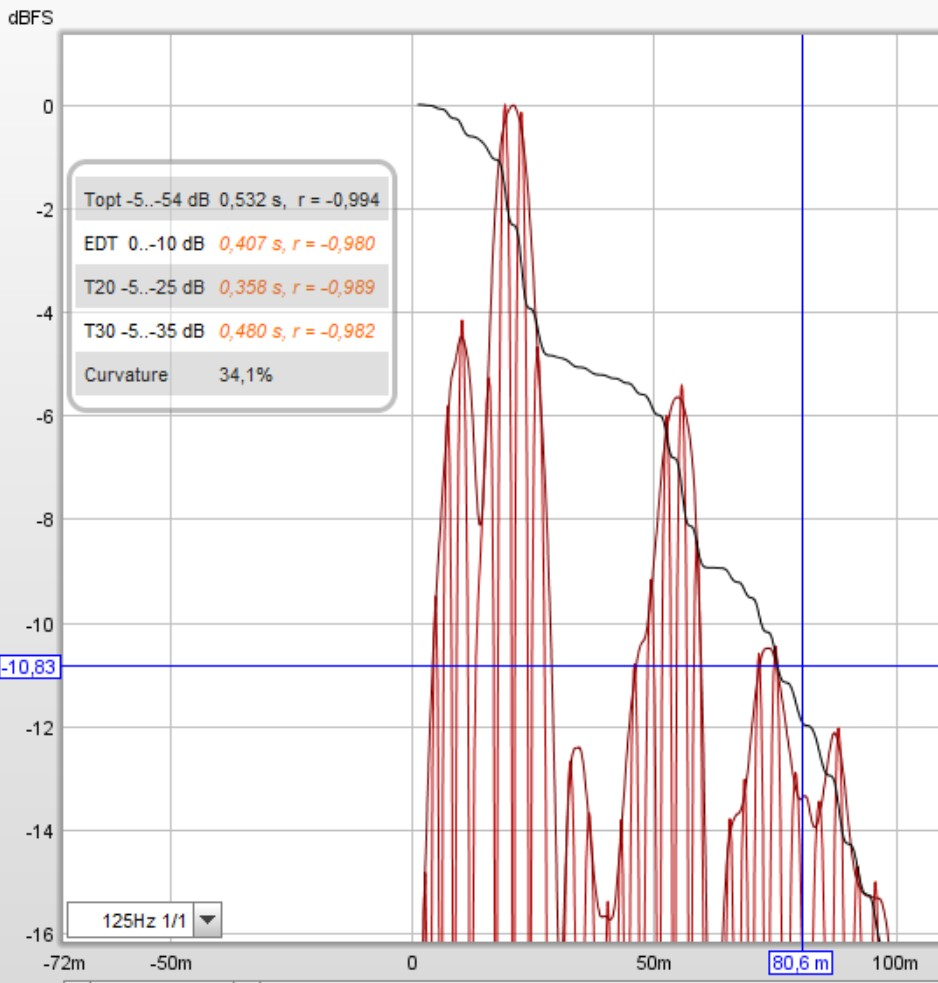 dBFS
0
-2
Topt -5..-54 dB 0,532 s, r = -0,994
EDT 0..-10 dB 0,407 s, r = -0,980
T20 -5..-25 dB 0,358 s, r = -0,989
-4
T30 -5..-35 dB 0,480 s, r = -0,982
Curvature 34,1%
-6
-8
-10
-10,83
-12
-14
125Hz 1/1
-16
-72m -50m 0 50m 80,6 m 100m